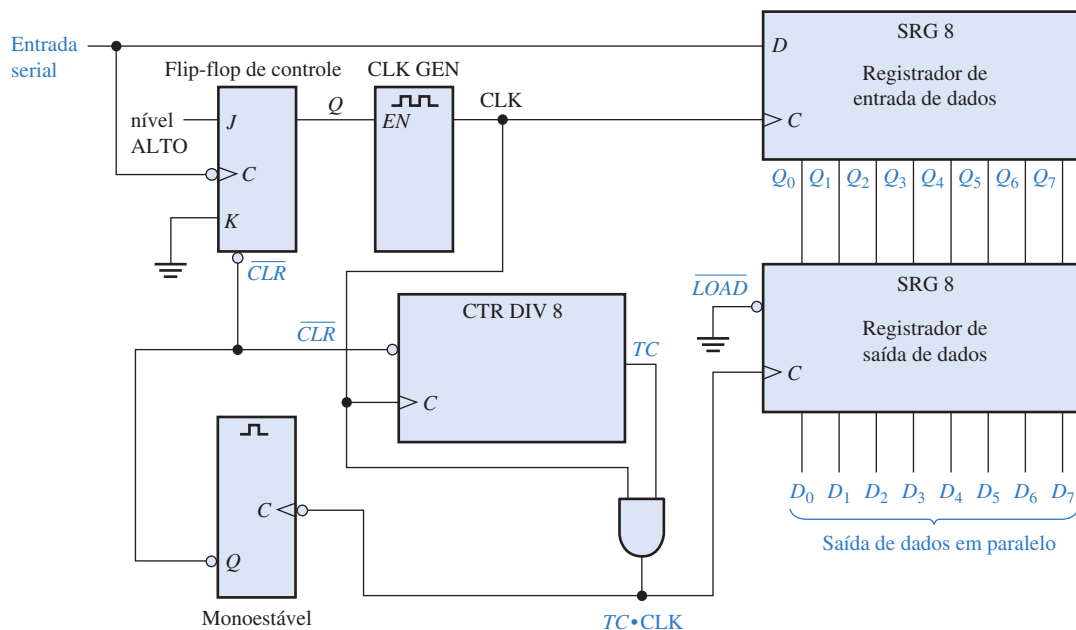 Entrada
serial
Flip-flop de controle
CLK GEN
SRG 8
D
Registrador de
entrada de dados
nível
ALTO
J
Q
EN
CLK
C
C
K
Q0 Q1 Q2 Q3 Q4 Q5 Q6 Q7
CLR
LOAD
SRG 8
CTR DIV 8
Registrador de
saída de dados
CLR
TC
C
C
C
D0 D1 D2 D3 D4 D5 D6 D7
Saída de dados em paralelo
Q
Monoestável
TC•CLK